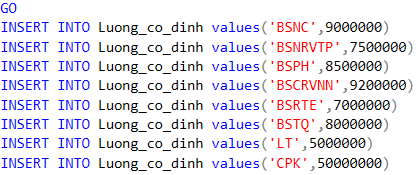 GO
INSERT INTO Luong_co_dinh values('BSNC',9000000)
INSERT INTO Luong_co_dinh values('BSNRVTP',7500000)
INSERT INTO Luong_co_dinh values('BSPH',8500000)
INSERT INTO Luong_co_dinh values('BSCRVNN',9200000)
INSERT INTO Luong_co_dinh values('BSRTE',7000000)
INSERT INTO Luong_co_dinh values('BSTQ',8000000)
INSERT INTO Luong_co_dinh values('LT',5000000)
INSERT INTO Luong_co_dinh values('CPK',50000000)